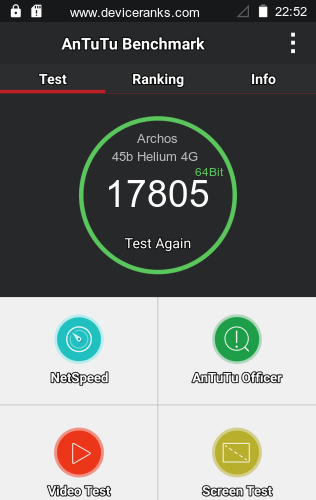 www.deviceranks.com 22:52
AnTuTu Benchmark
Test Ranking Info
Archos
45b Helium 4G
64Bit
17805
Test Again
NetSpeed AnTuTu Officer
Video Test Screen Test